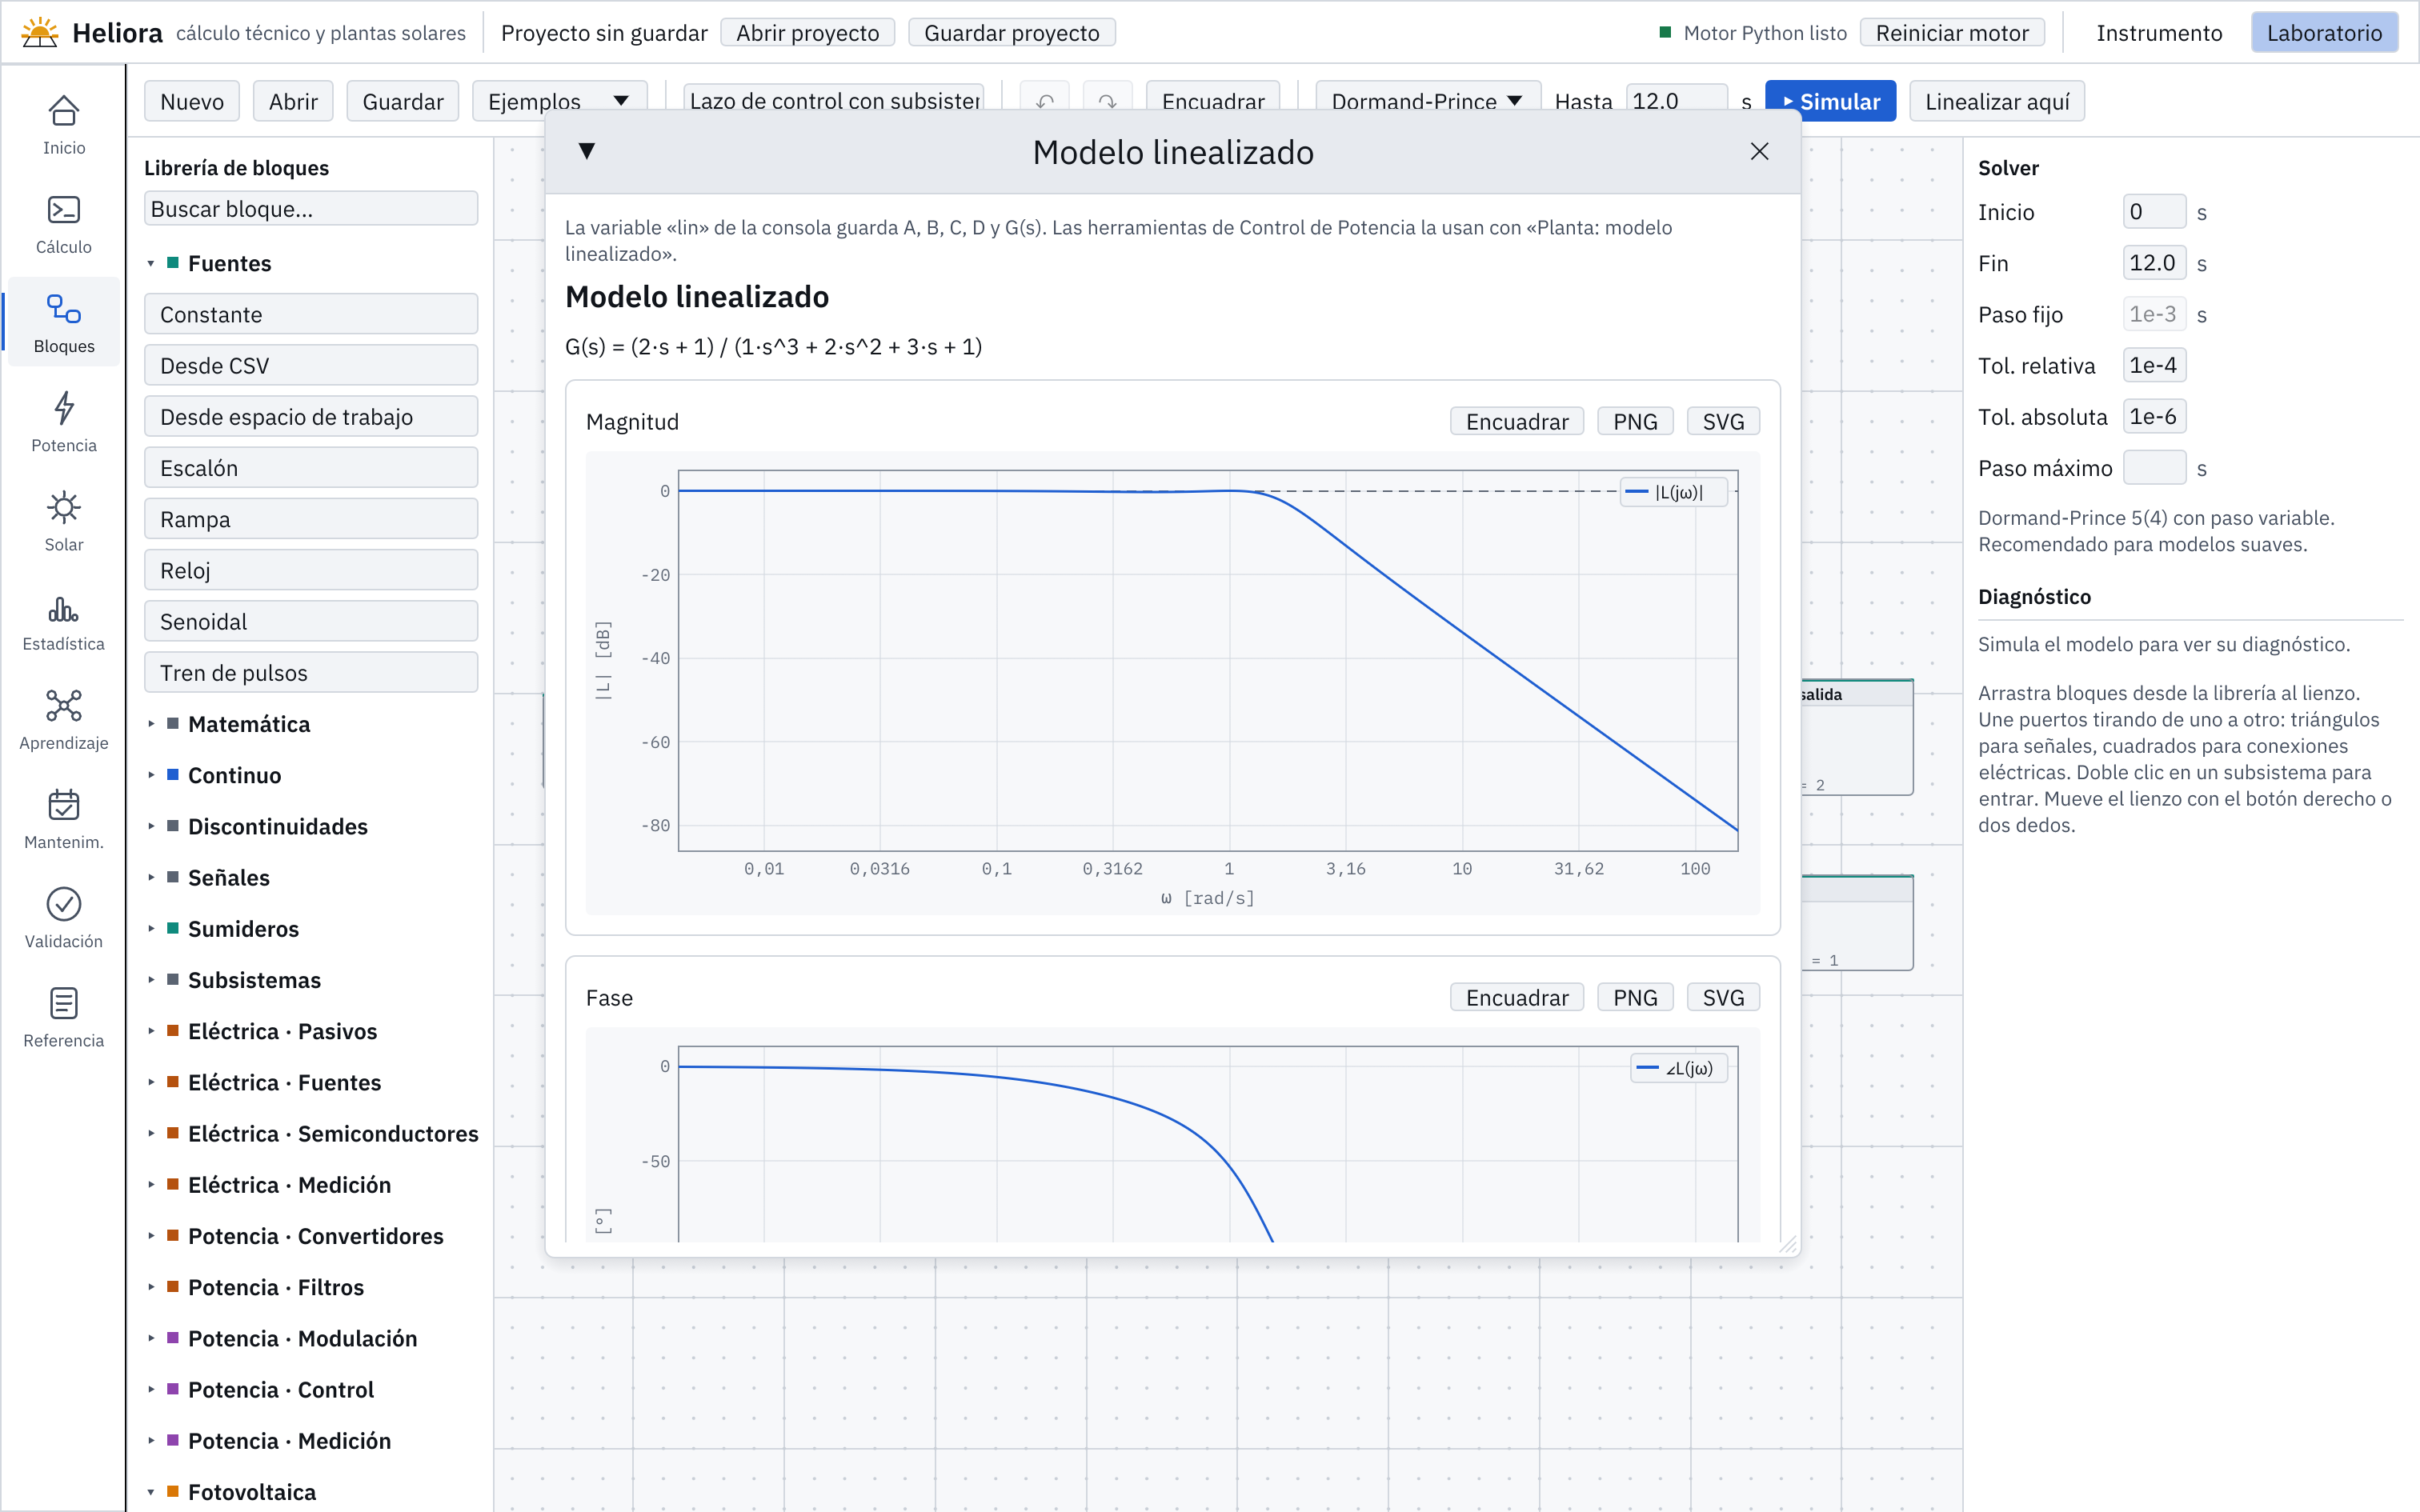 Heliora cálculo técnico y plantas solares Proyecto sin guardar Abrir proyecto Guardar proyecto Motor Python listo Reiniciar motor Instrumento Laboratorio
Nuevo Abrir Guardar Ejemplos Lazo de control con subsister Encuadrar Dormand-Prince Hasta 12.0 s Simular Linealizar aquí
Inicio
Cálculo
Bloques
Potencia
Solar
Estadística
Aprendizaje
Mantenim.
Validación
Referencia
Librería de bloques
Buscar bloque...
Fuentes
Constante
Desde CSV
Desde espacio de trabajo
Escalón
Rampa
Reloj
Senoidal
Tren de pulsos
Matemática
Continuo
Discontinuidades
Señales
Sumideros
Subsistemas
Eléctrica · Pasivos
Eléctrica · Fuentes
Eléctrica · Semiconductores
Eléctrica · Medición
Potencia · Convertidores
Potencia · Filtros
Potencia · Modulación
Potencia · Control
Potencia · Medición
Fotovoltaica
Modelo linealizado
La variable «lin» de la consola guarda A, B, C, D y G(s). Las herramientas de Control de Potencia la usan con «Planta: modelo
linealizado».
Modelo linealizado
G(s) = (2·s + 1) / (1·s^3 + 2·s^2 + 3·s + 1)
Magnitud Encuadrar PNG SVG
|L(jω)|
0
-20
-40
-60
-80
|L| [dB]
0,01 0,0316 0,1 0,3162 1 3,16 10 31,62 100
ω [rad/s]
Fase Encuadrar PNG SVG
∠L(jω)
0
-50
[°]
salida
= 2
= 1
Solver
Inicio 0 s
Fin 12.0 s
Paso fijo 1e-3 s
Tol. relativa 1e-4
Tol. absoluta 1e-6
Paso máximo s
Dormand-Prince 5(4) con paso variable.
Recomendado para modelos suaves.
Diagnóstico
Simula el modelo para ver su diagnóstico.
Arrastra bloques desde la librería al lienzo.
Une puertos tirando de uno a otro: triángulos
para señales, cuadrados para conexiones
eléctricas. Doble clic en un subsistema para
entrar. Mueve el lienzo con el botón derecho o
dos dedos.